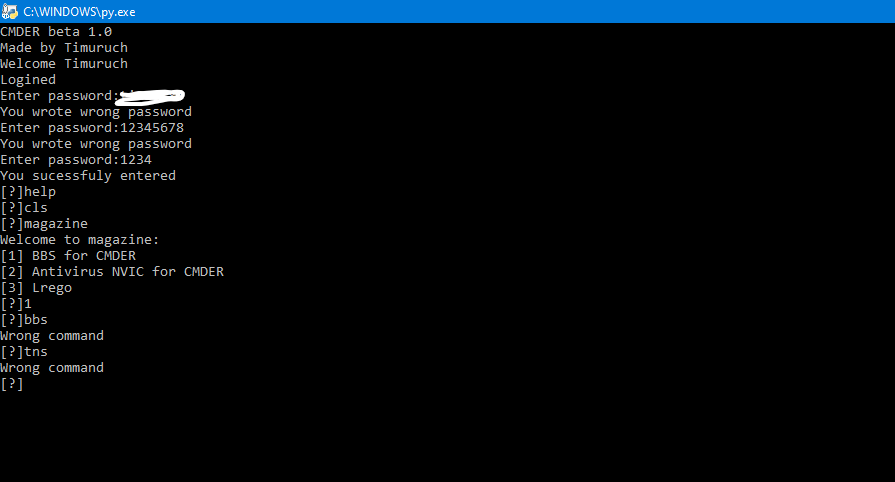 C:\WINDOWS\py.exe
CMDER beta 1.0
Made by Timuruch
Welcome Timuruch
Logined
Enter password:
You wrote wrong password
Enter password:12345678
You wrote wrong password
Enter password:1234
You sucessfuly entered
[?]help
[?]cls
[?]magazine
Welcome to magazine:
[1] BBS for CMDER
[2] Antivirus NVIC for CMDER
[3] Lrego
[?]1
[?]bbs
Wrong command
[?]tns
Wrong command
[?]